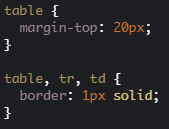 table {
  margin-top: 20px;
}

table, tr, td {
  border: 1px solid;
}